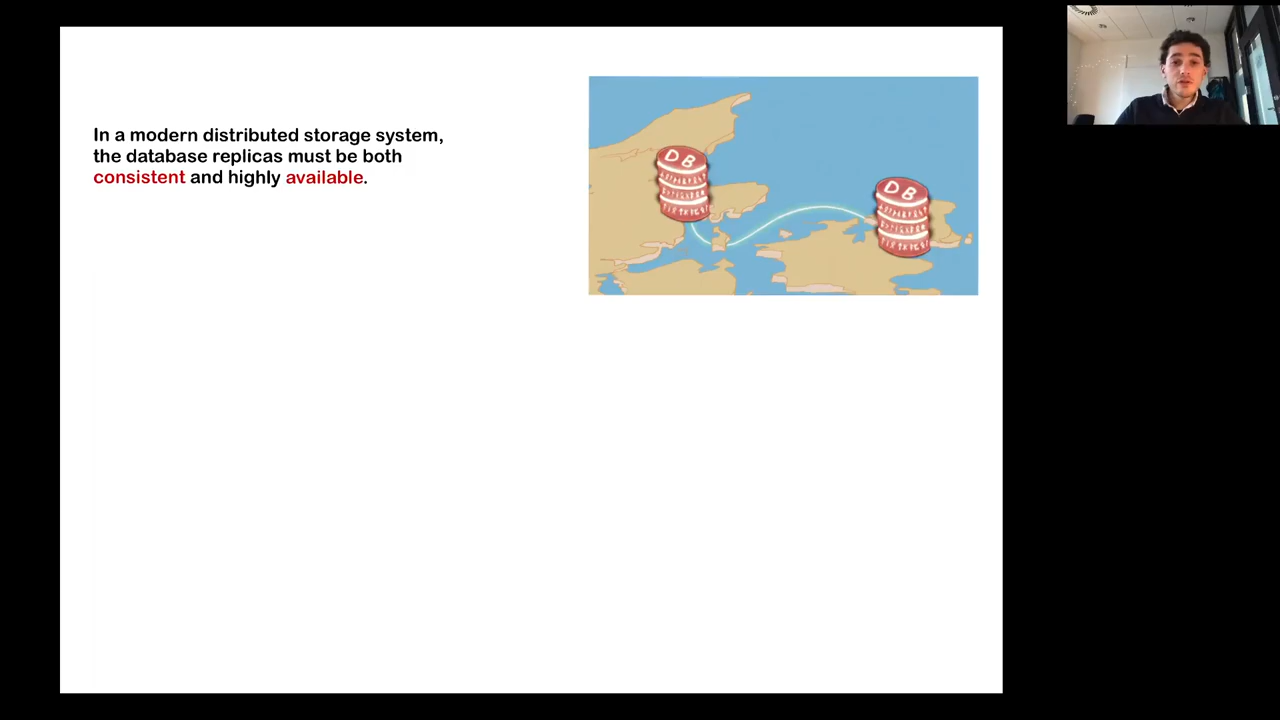 In a modern distributed storage system,
the database replicas must be both
consistent and highly available.
DB
DB